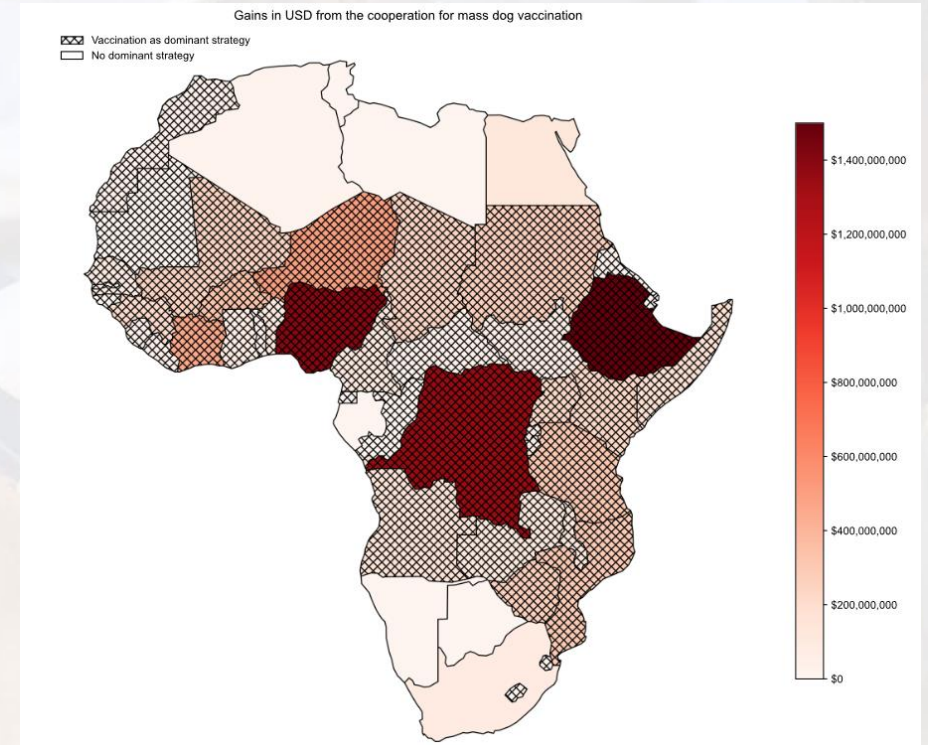 Gains in USD from the cooperation for mass dog vaccination
Vaccination as dominant strategy
No dominant strategy
$1,400,000,000
$1,200,000,000
$1,000,000,000
$800,000,000
$600,000,000
$400,000,000
$200,000,000
$0